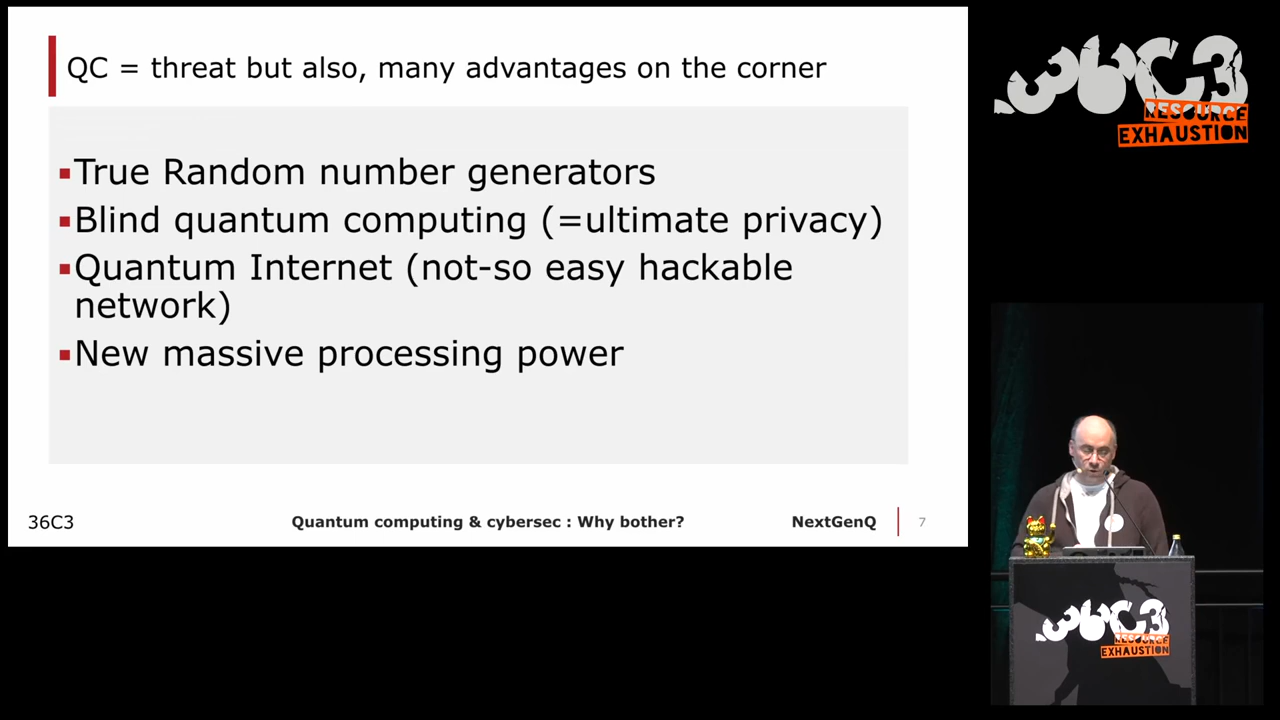 QC = threat but also, many advantages on the corner
▪True Random number generators
▪Blind quantum computing (=ultimate privacy)
▪Quantum Internet (not-so easy hackable
network)
▪New massive processing power
36C3
Quantum computing & cybersec : Why bother?
NextGenQ
7
36C3
RESOURCE
EXHAUSTION
36C3
RESOURCE
EXHAUSTION